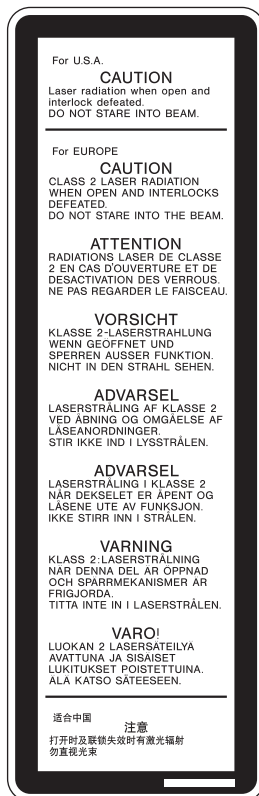 For U.S.A.
CAUTION
Laser radiation when open and
interlock defeated.
DO NOT STARE INTO BEAM.
For EUROPE
CAUTION
CLASS 2 LASER RADIATION
WHEN OPEN AND INTERLOCKS
DEFEATED.
DO NOT STARE INTO THE BEAM.
ATTENTION
RADIATIONS LASER DE CLASSE
2 EN CAS D'OUVERTURE ET DE
DESACTIVATION DES VERROUS.
NE PAS REGARDER LE FAISCEAU.
VORSICHT
KLASSE 2-LASERSTRAHLUNG
WENN GEOFFNET UND
SPERREN AUSSER FUNKTION.
NICHT IN DEN STRAHL SEHEN.
ADVARSEL
LASERSTRÅLING AF KLASSE 2
VED ÅBNING OG OMGÅELSE AF
LÅSEANORDNINGER.
STIR IKKE IND I LYSSTRÅLEN.
ADVARSEL
LASERSTRÅLING I KLASSE 2
NÅR DEKSELET ER ÅPENT OG
LÅSENE UTE AV FUNKSJON.
IKKE STIRR INN I STRÅLEN.
VARNING
KLASS 2:LASERSTRÅLNING
NÄR DENNA DEL ÄR ÖPPNAD
OCH SPÄRRMEKANISMER ÄR
FRIGJORDA.
TITTA INTE IN I LASERSTRÅLEN.
VARO!
LUOKAN 2 LASERSÄTEILYÄ
AVATTUNA JA SISAISET
LUKITUKSET POISTETTUINA.
ÄLÄ KATSO SÄTEESEEN.
适合中国
注意
打开时及联锁失效时有激光辐射
勿直视光束